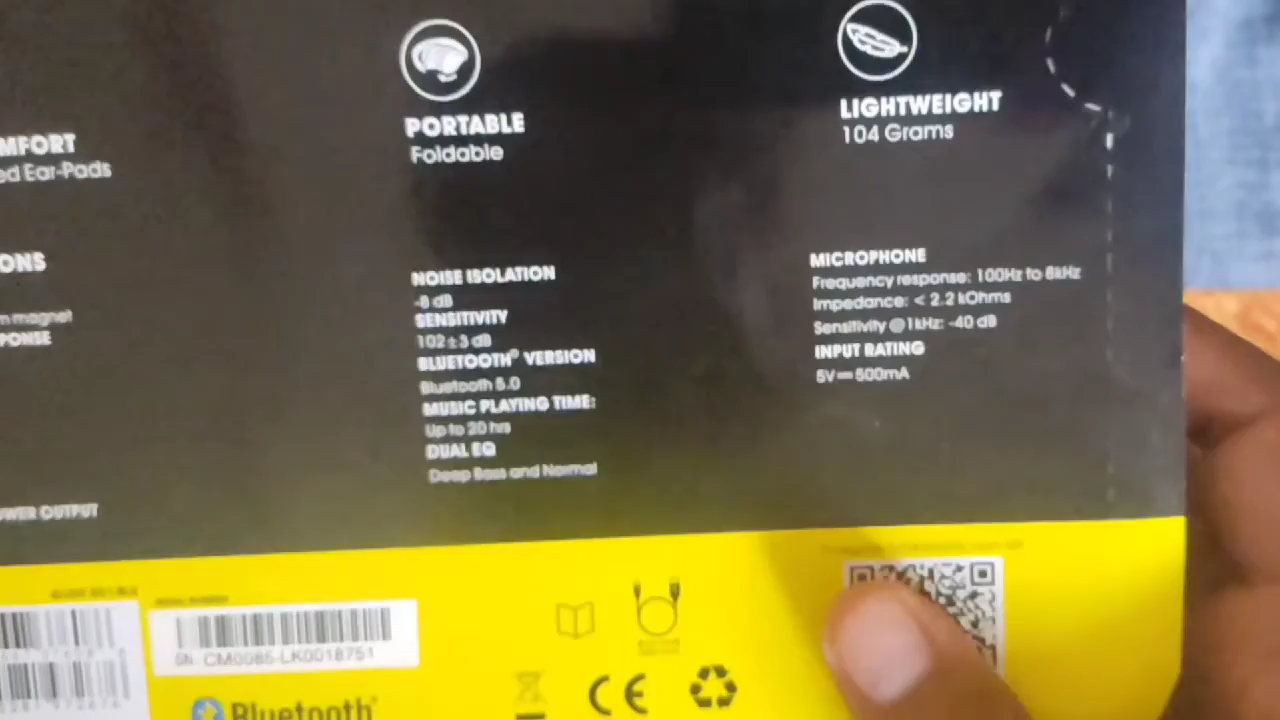 MFORT
ed Ear-Pads
PORTABLE
Foldable
LIGHTWEIGHT
104 Grams
ONS
m magnet
PONSE
WER OUTPUT
NOISE ISOLATION
-8 dB
SENSITIVITY
102±3 dB
BLUETOOTH® VERSION
Bluetooth 5.0
MUSIC PLAYING TIME:
Up to 20 hrs
DUAL EQ
Deep Bass and Normal
MICROPHONE
Frequency response: 100Hz to 8kHz
Impedance: < 2.2 kOhms
Sensitivity @1kHz: -40 dB
INPUT RATING
5V⎓500mA
SN: CM0085-LK0018751
Bluetooth®
CE